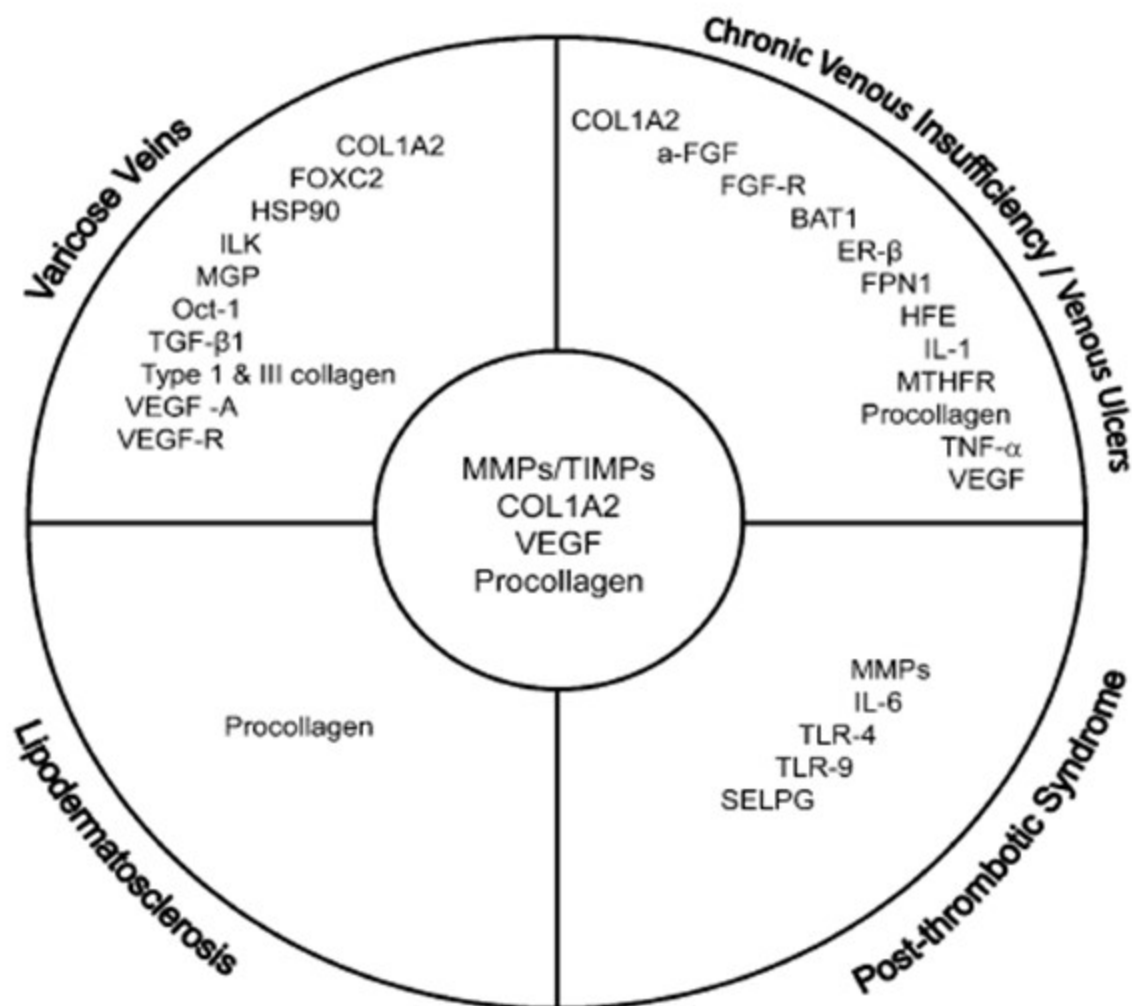 Varicose Veins
COL1A2
FOXC2
HSP90
ILK
MGP
Oct-1
TGF-β1
Type 1 & III collagen
VEGF -A
VEGF-R
Chronic Venous Insufficiency / Venous Ulcers
COL1A2
a-FGF
FGF-R
BAT1
ER-β
FPN1
HFE
IL-1
MTHFR
Procollagen
TNF-α
VEGF
MMPs/TIMPs
COL1A2
VEGF
Procollagen
Lipodermatosclerosis
Procollagen
Post-thrombotic Syndrome
MMPs
IL-6
TLR-4
TLR-9
SELPG